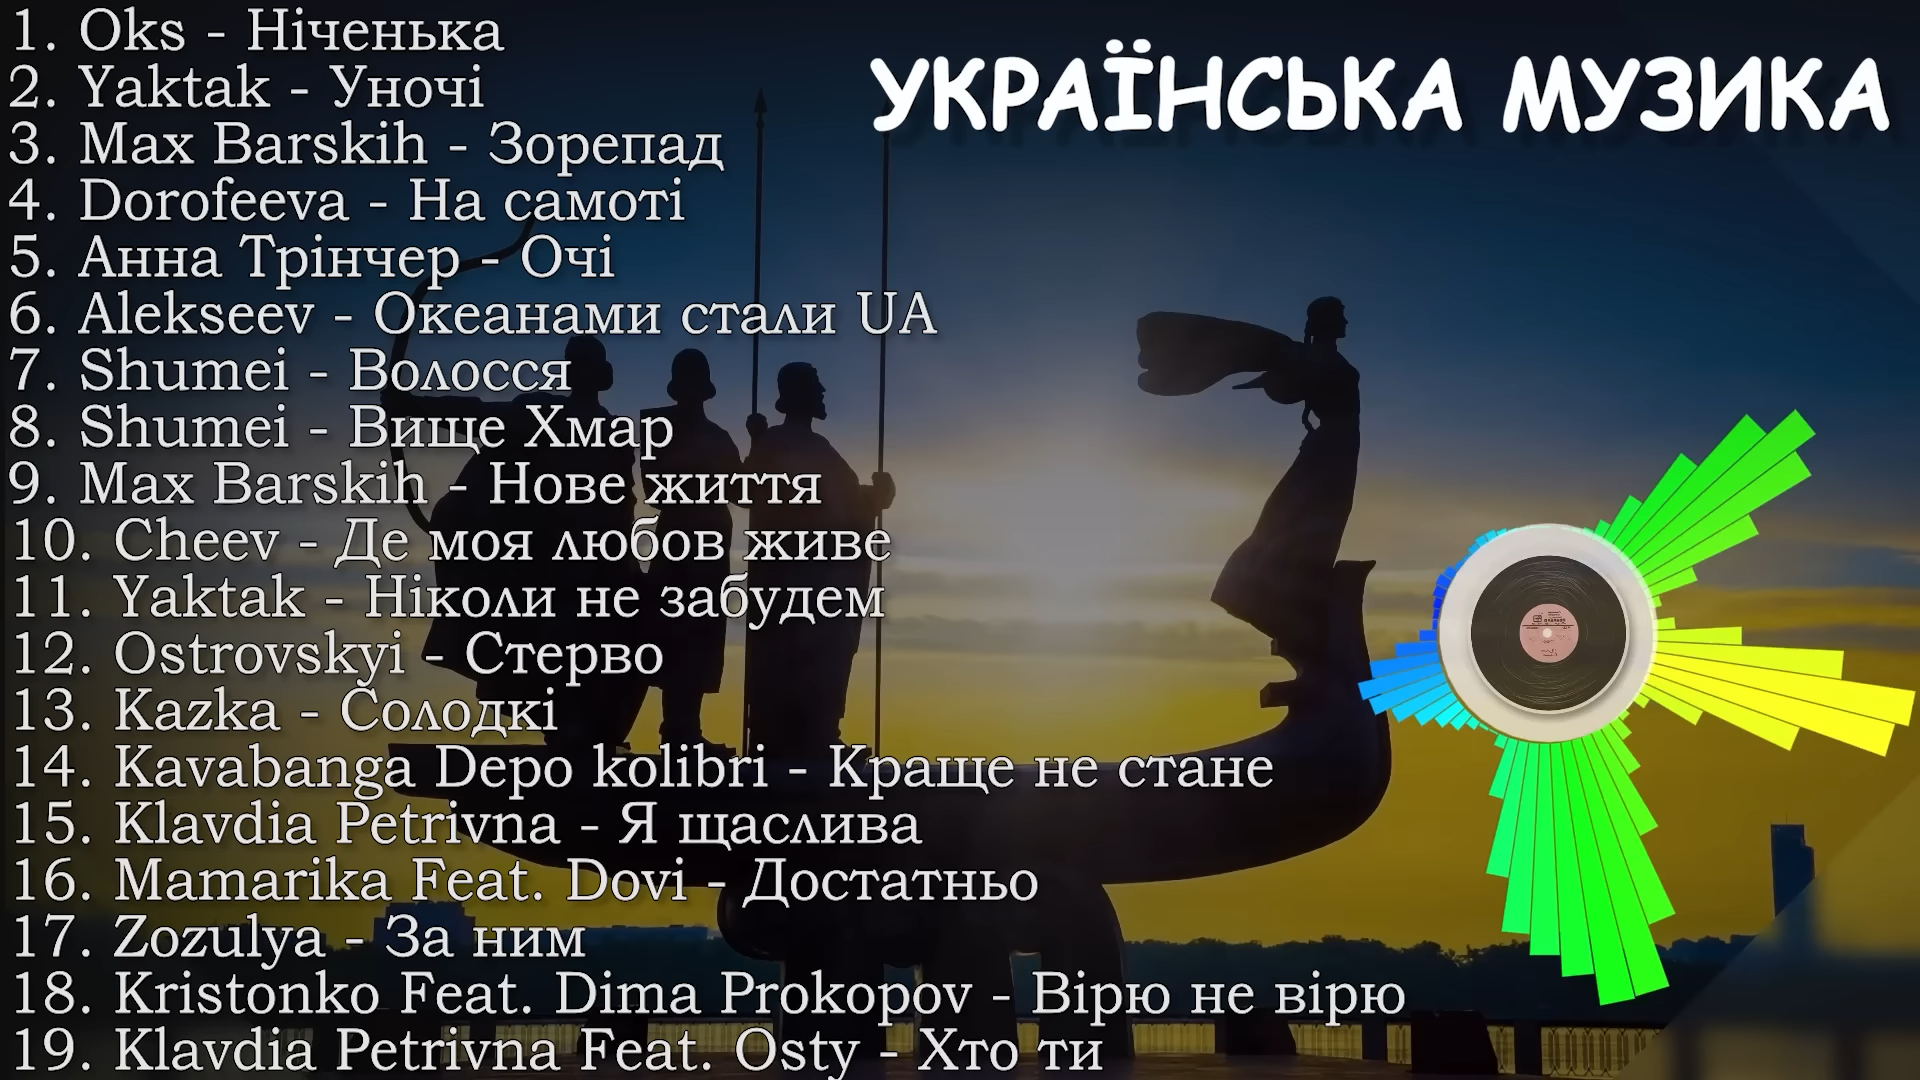 УКРАЇНСЬКА МУЗИКА
1. Oks - Ніченька
2. Yaktak - Уночі
3. Max Barskih - Зорепад
4. Dorofeeva - На самоті
5. Анна Трінчер - Очі
6. Alekseev - Океанами стали UA
7. Shumei - Волосся
8. Shumei - Вище Хмар
9. Max Barskih - Нове життя
10. Cheev - Де моя любов живе
11. Yaktak - Ніколи не забудем
12. Ostrovskyi - Стерво
13. Kazka - Солодкі
14. Kavabanga Depo kolibri - Краще не стане
15. Klavdia Petrivna - Я щаслива
16. Mamarika Feat. Dovi - Достатньо
17. Zozulya - За ним
18. Kristonko Feat. Dima Prokopov - Вірю не вірю
19. Klavdia Petrivna Feat. Osty - Хто ти